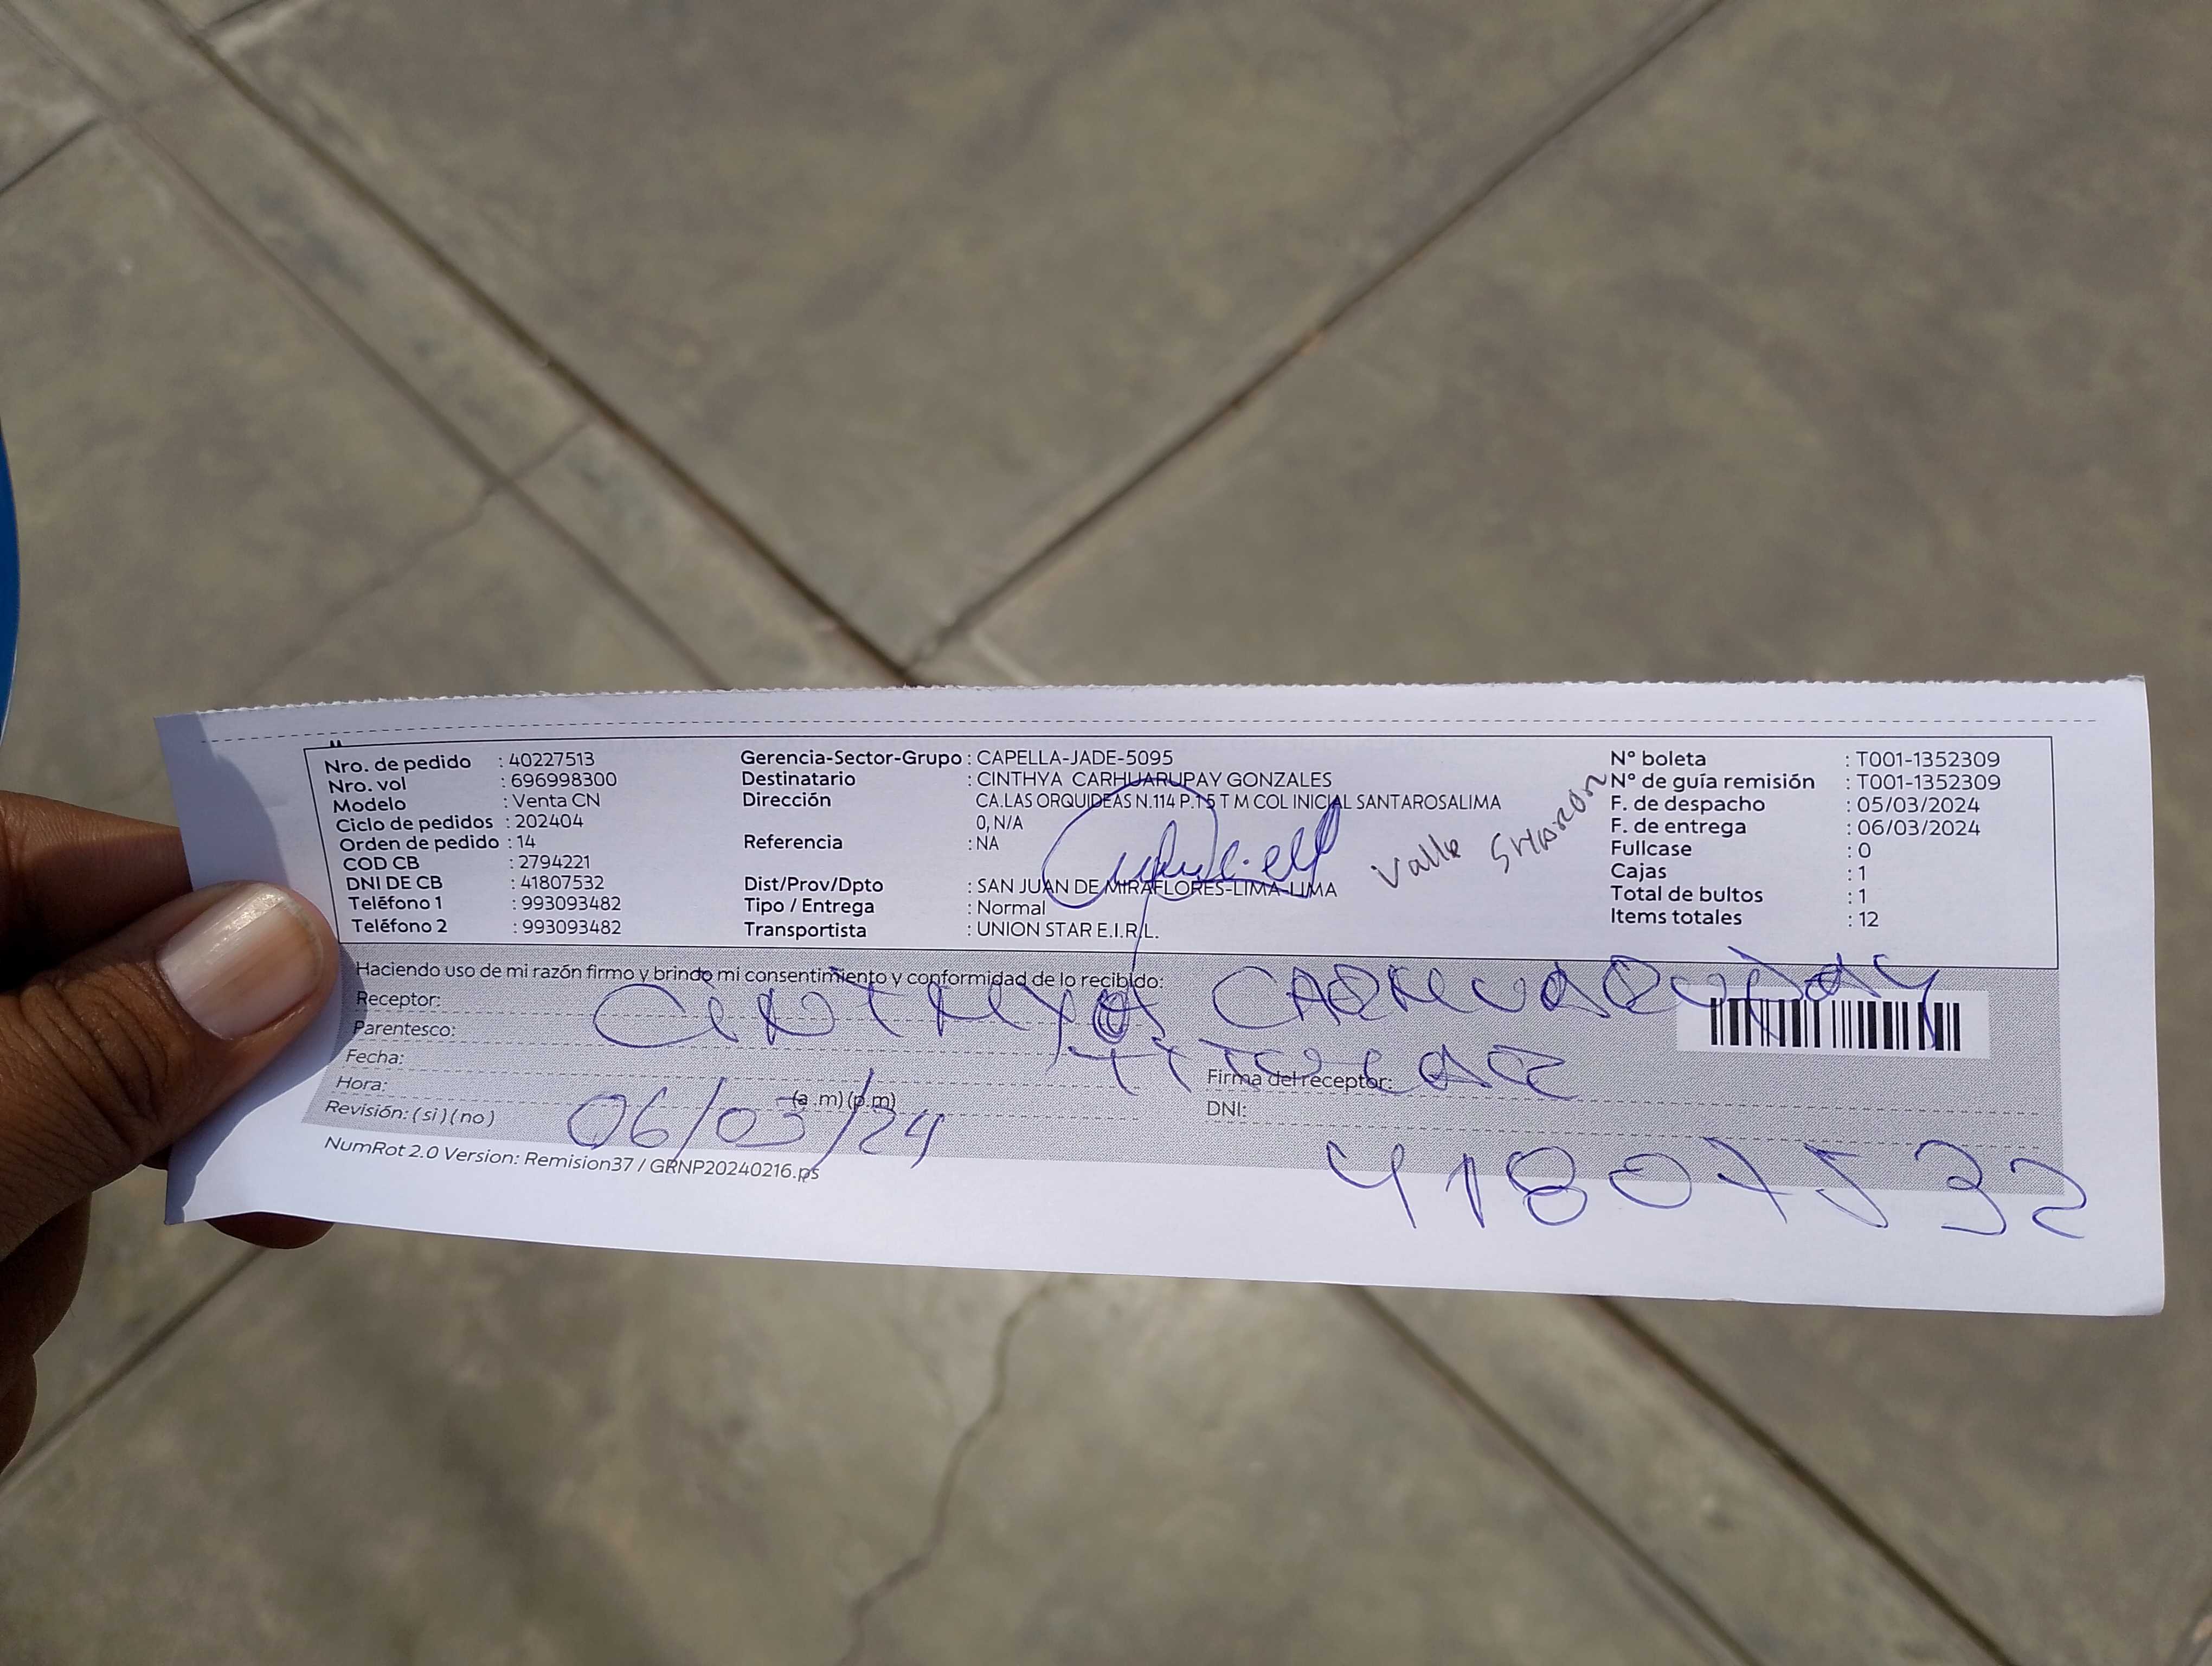 Nro. de pedido : 40227513
Nro. vol : 696998300
Modelo : Venta CN
Ciclo de pedidos : 202404
Orden de pedido : 14
COD CB : 2794221
DNI DE CB : 41807532
Teléfono 1 : 993093482
Teléfono 2 : 993093482
Gerencia-Sector-Grupo : CAPELLA-JADE-5095
Destinatario : CINTHYA CARHUARUPAY GONZALES
Dirección CA.LAS ORQUIDEAS N.114 P.1 5 T M COL INICIAL SANTAROSALIMA
0, N/A
Referencia : NA
Dist/Prov/Dpto : SAN JUAN DE MIRAFLORES-LIMA-LIMA
Tipo / Entrega : Normal
Transportista : UNION STAR E.I.R.L.
Valle Sharon
N° boleta : T001-1352309
N° de guía remisión : T001-1352309
F. de despacho : 05/03/2024
F. de entrega : 06/03/2024
Fullcase : 0
Cajas : 1
Total de bultos : 1
Items totales : 12
Haciendo uso de mi razón firmo y brindo mi consentimiento y conformidad de lo recibido:
Receptor: Cinthya CARHUARUPAY
Parentesco: TITULAR
Fecha:
Firma del receptor:
Hora: (a .m) (p.m)
06/03/24
DNI:
41807532
Revisión: ( si ) ( no )
NumRot 2.0 Version: Remision37 / GRNP20240216.ps